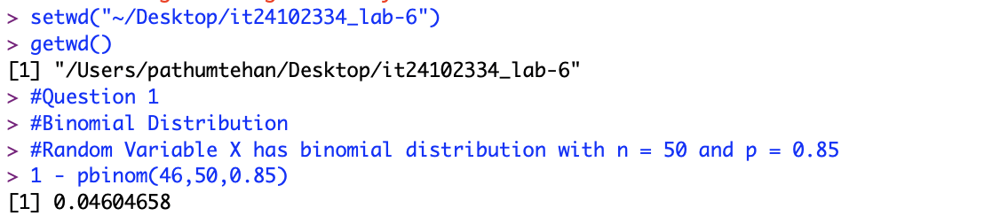 > setwd("~/Desktop/it24102334_lab-6")
> getwd()
[1] "/Users/pathumtehan/Desktop/it24102334_lab-6"
> #Question 1
> #Binomial Distribution
> #Random Variable X has binomial distribution with n = 50 and p = 0.85
> 1 - pbinom(46,50,0.85)
[1] 0.04604658